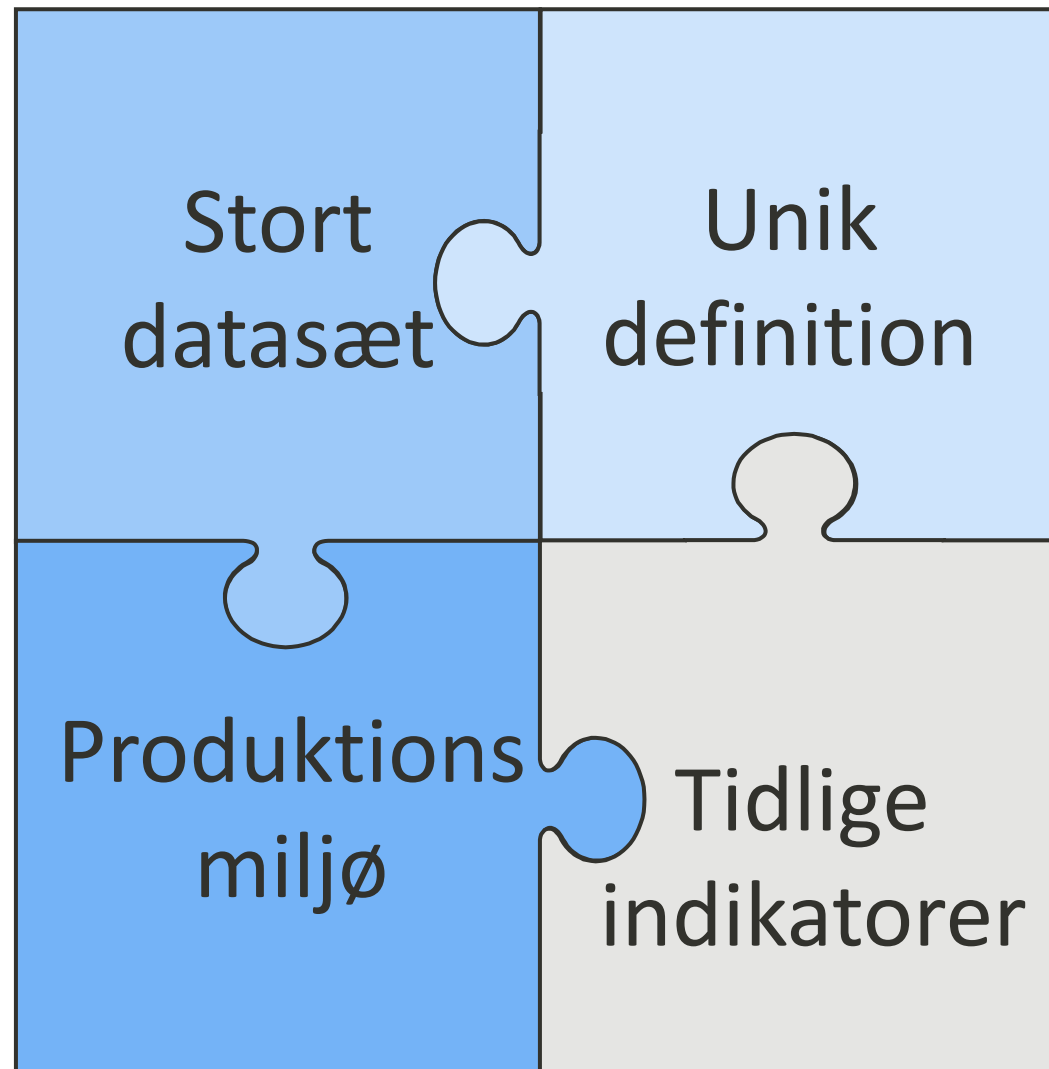 Stort
datasæt
Unik
definition
Produktions
miljø
Tidlige
indikatorer